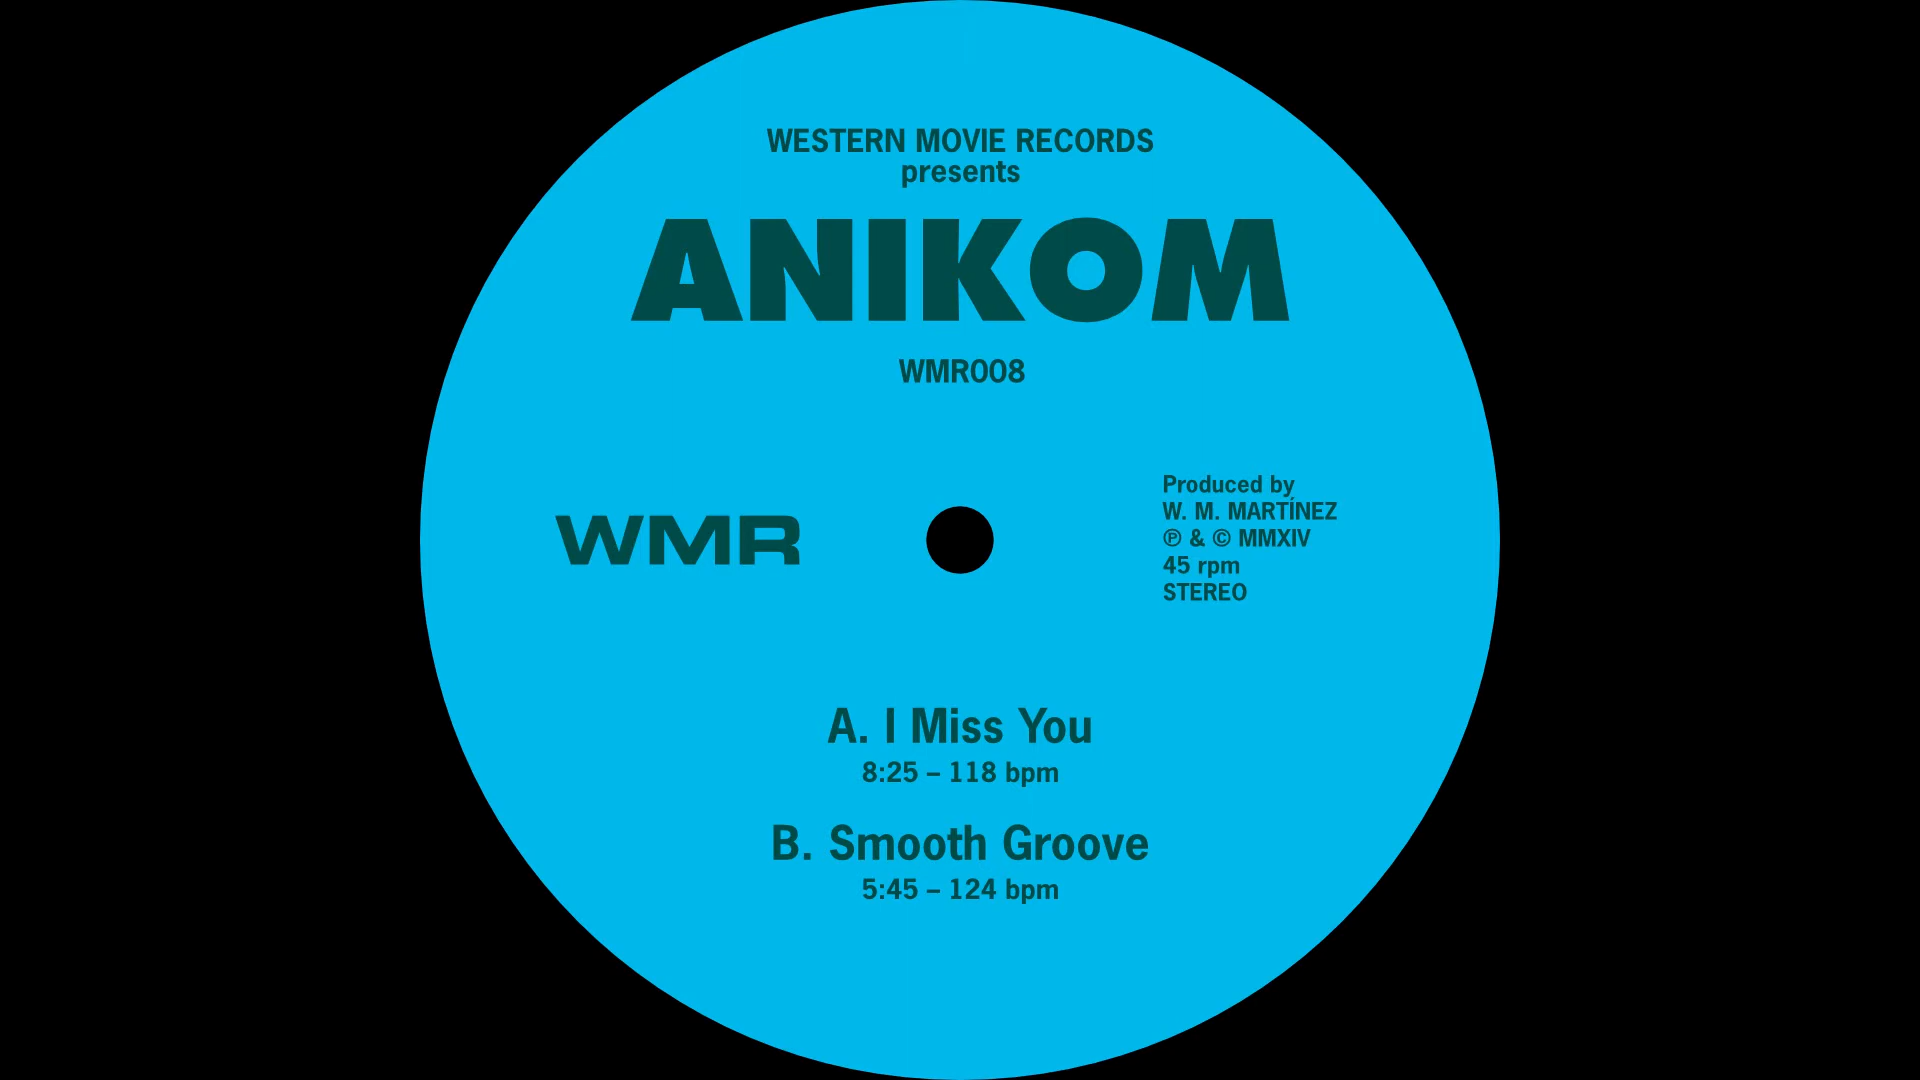 WESTERN MOVIE RECORDS
presents
ANIKOM
WMR008
WMR
Produced by
W. M. MARTÍNEZ
℗ & © MMXIV
45 rpm
STEREO
A. I Miss You
8:25 – 118 bpm
B. Smooth Groove
5:45 – 124 bpm